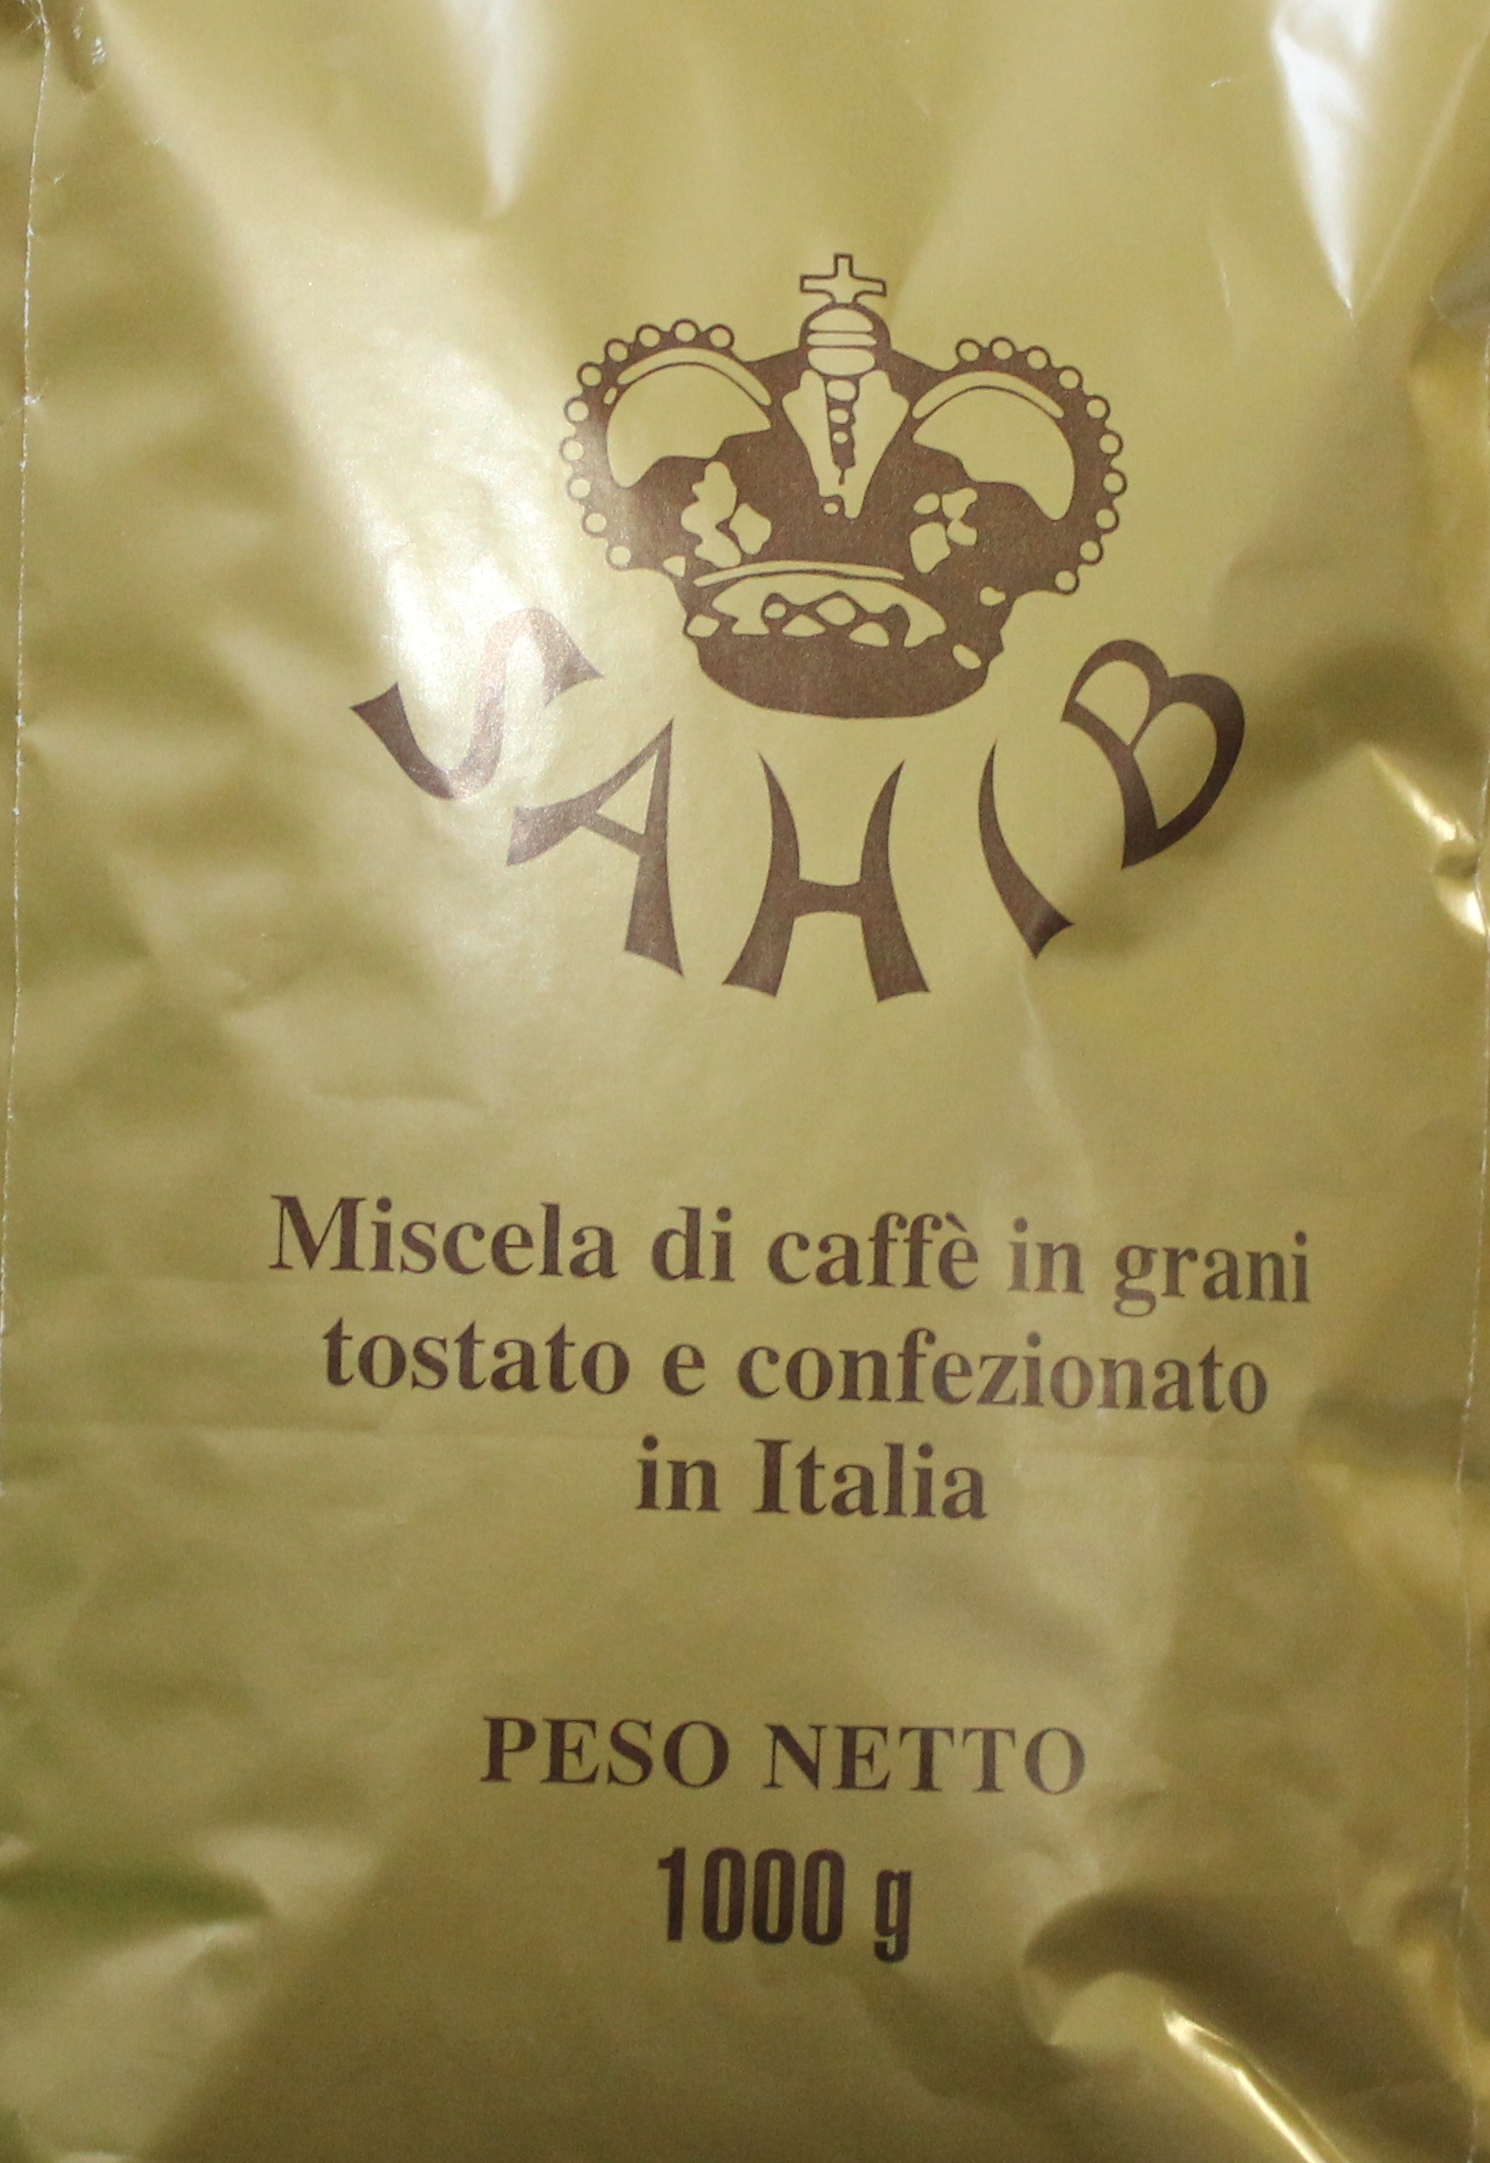 SAHIB
Miscela di caffè in grani
tostato e confezionato
in Italia
PESO NETTO
1000 g